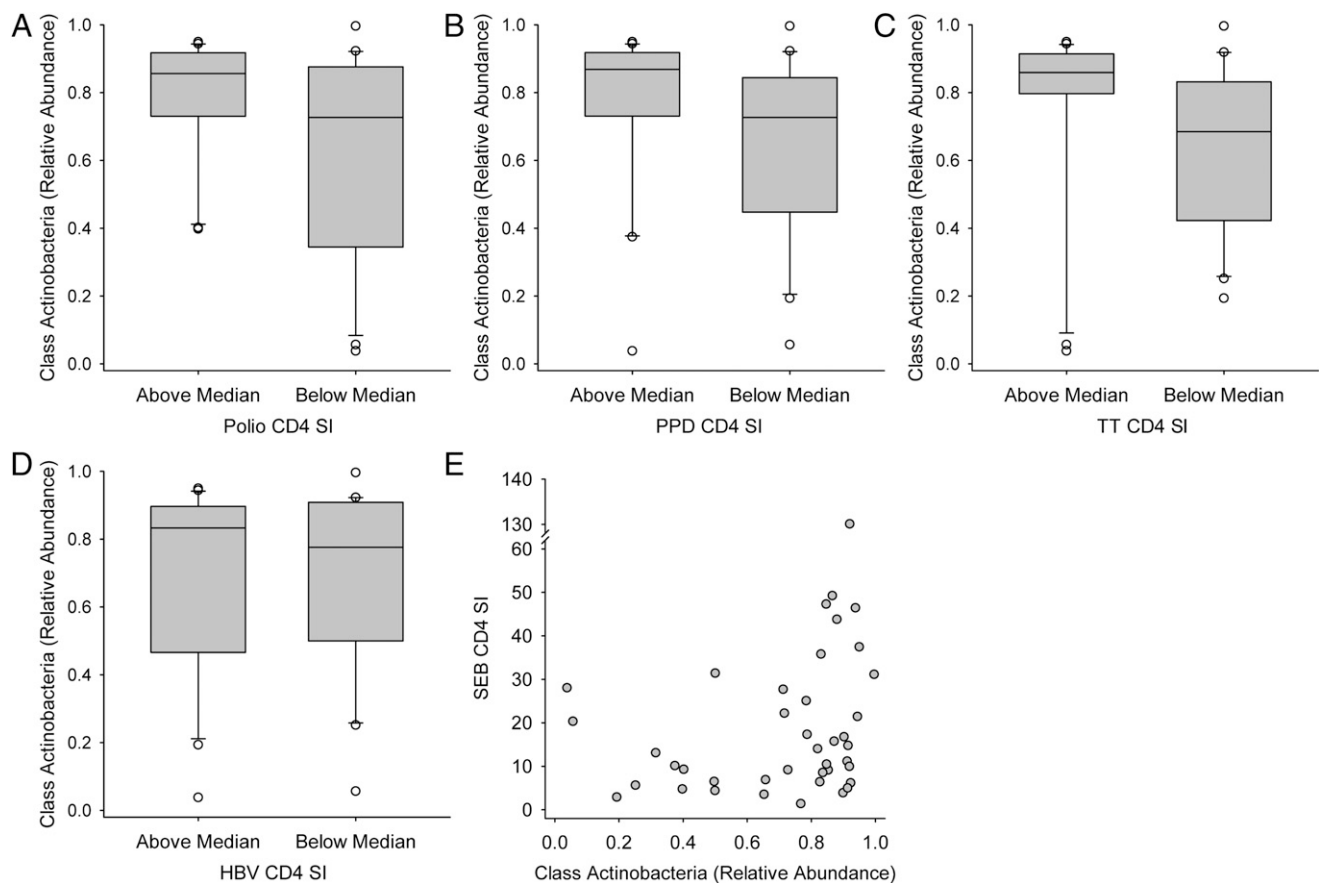 A
Class Actinobacteria (Relative Abundance)
1.0
0.8
0.6
0.4
0.2
0.0
Above Median Below Median
Polio CD4 SI
B
Class Actinobacteria (Relative Abundance)
1.0
0.8
0.6
0.4
0.2
0.0
Above Median Below Median
PPD CD4 SI
C
Class Actinobacteria (Relative Abundance)
1.0
0.8
0.6
0.4
0.2
0.0
Above Median Below Median
TT CD4 SI
D
Class Actinobacteria (Relative Abundance)
1.0
0.8
0.6
0.4
0.2
0.0
Above Median Below Median
HBV CD4 SI
E
SEB CD4 SI
140
130
60
50
40
30
20
10
0
0.0 0.2 0.4 0.6 0.8 1.0
Class Actinobacteria (Relative Abundance)